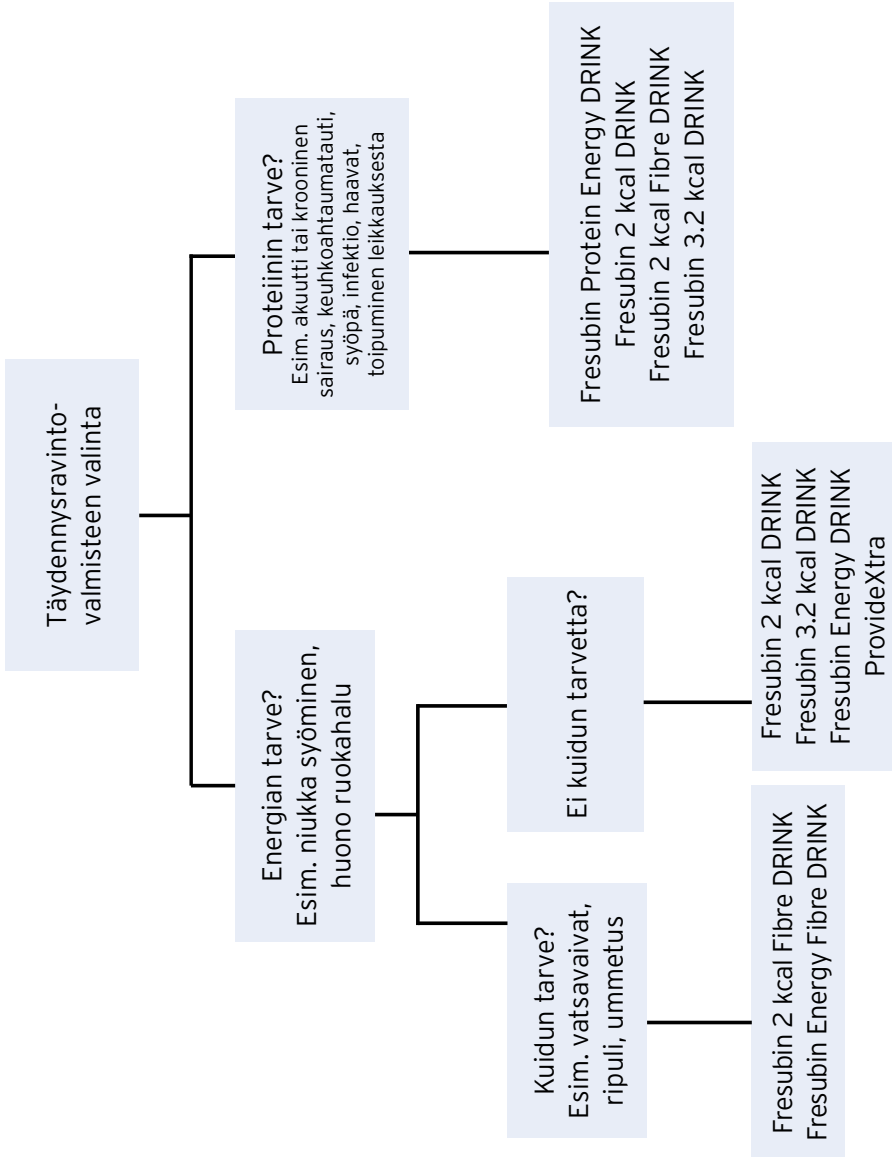 Täydennysravinto-
valmisteen valinta
Energian tarve?
Esim. niukka syöminen,
huono ruokahalu
Proteiinin tarve?
Esim. akuutti tai krooninen
sairaus, keuhkoahtaumatauti,
syöpä, infektio, haavat,
toipuminen leikkauksesta
Kuidun tarve?
Esim. vatsavaivat,
ripuli, ummetus
Ei kuidun tarvetta?
Fresubin Protein Energy DRINK
Fresubin 2 kcal DRINK
Fresubin 2 kcal Fibre DRINK
Fresubin 3.2 kcal DRINK
Fresubin 2 kcal Fibre DRINK
Fresubin Energy Fibre DRINK
Fresubin 2 kcal DRINK
Fresubin 3.2 kcal DRINK
Fresubin Energy DRINK
ProvideXtra